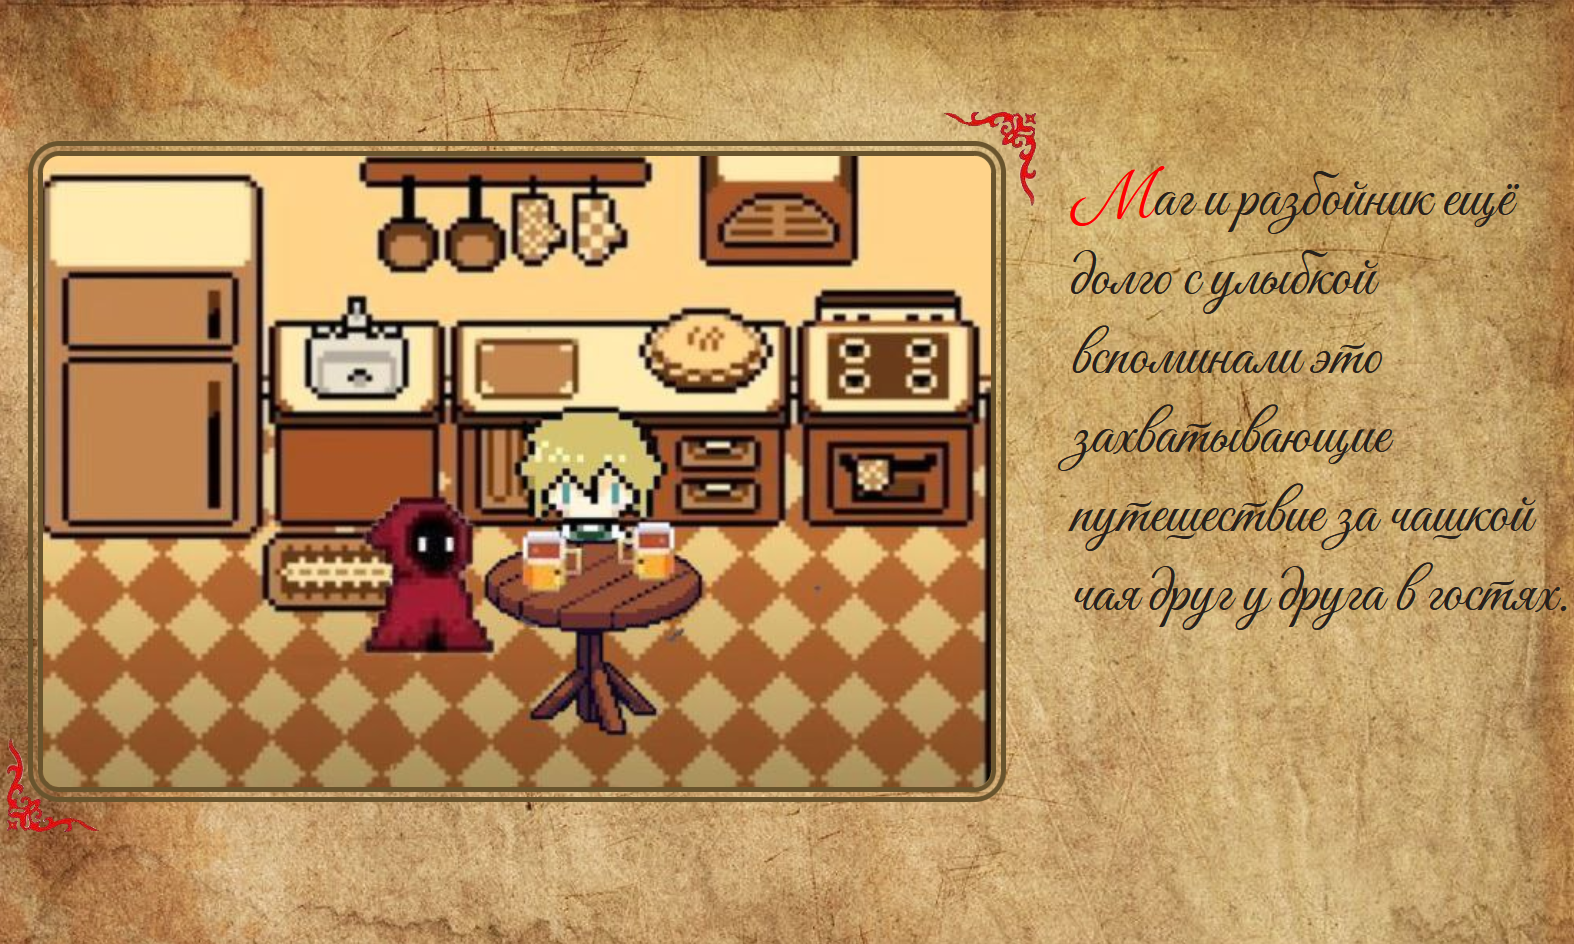 Маг и разбойник ещё
долго с улыбкой
вспоминали это
захватывающие
путешествие за чашкой
чая друг у друга в гостях.